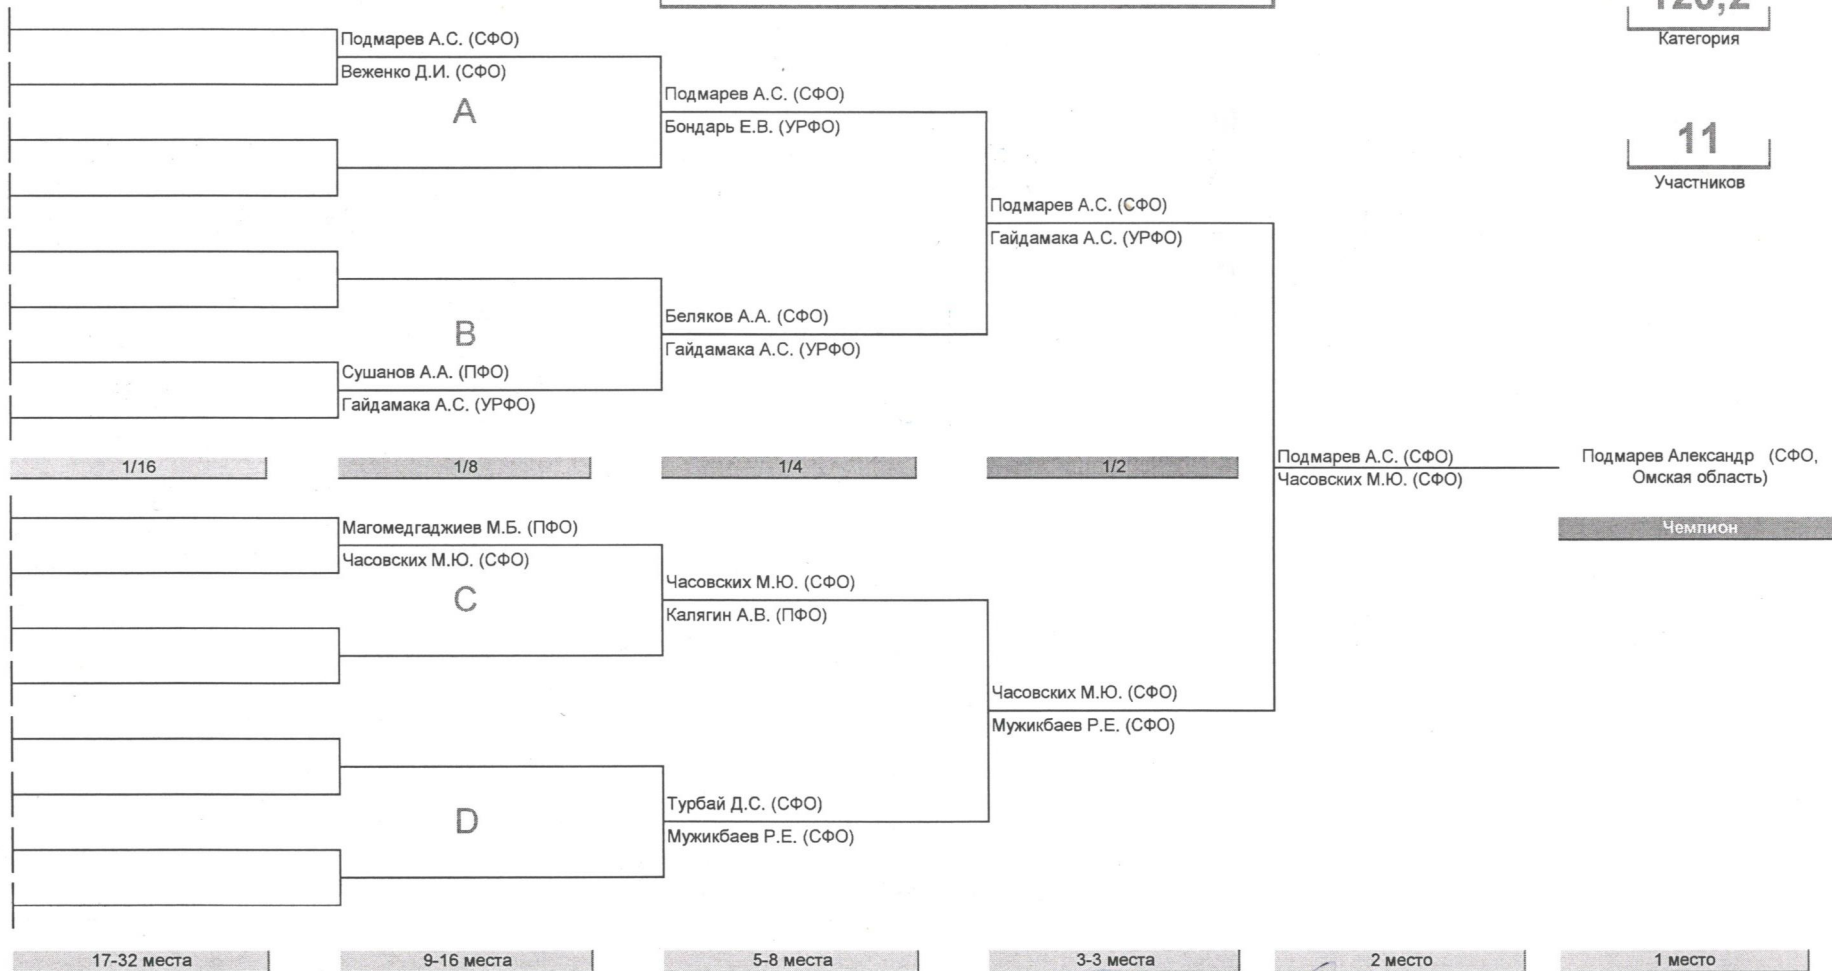 Категория
Подмарев А.С. (СФО)
Веженко Д.И. (СФО)
A
Подмарев А.С. (СФО)
Бондарь Е.В. (УРФО)
11
Участников
Подмарев А.С. (СФО)
Гайдамака А.С. (УРФО)
B
Беляков А.А. (СФО)
Гайдамака А.С. (УРФО)
Сушанов А.А. (ПФО)
Гайдамака А.С. (УРФО)
1/16
1/8
1/4
1/2
Подмарев А.С. (СФО)
Часовских М.Ю. (СФО)
Подмарев Александр (СФО,
Омская область)
Чемпион
Магомедгаджиев М.Б. (ПФО)
Часовских М.Ю. (СФО)
C
Часовских М.Ю. (СФО)
Калягин А.В. (ПФО)
Часовских М.Ю. (СФО)
Мужикбаев Р.Е. (СФО)
D
Турбай Д.С. (СФО)
Мужикбаев Р.Е. (СФО)
17-32 места
9-16 места
5-8 места
3-3 места
2 место
1 место